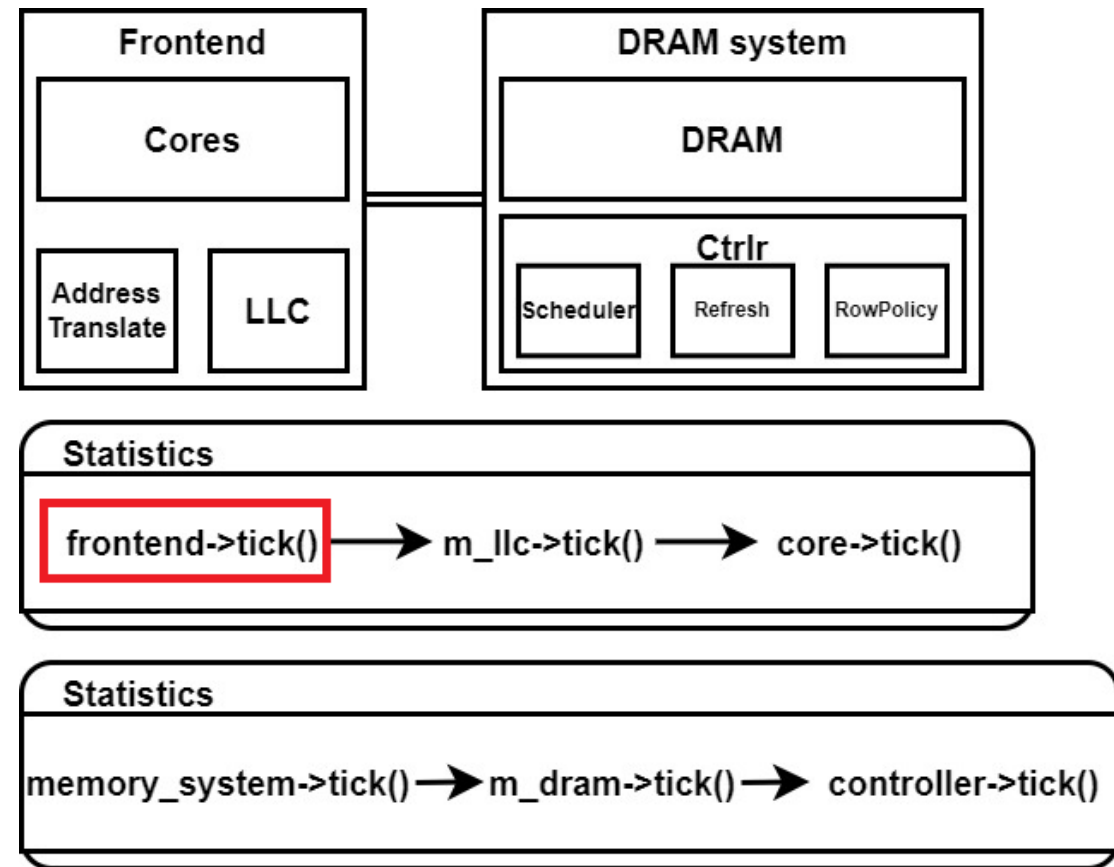 Frontend
Cores
Address
Translate
LLC
DRAM system
DRAM
Ctrlr
Scheduler
Refresh
RowPolicy
Statistics
frontend->tick()
m_llc->tick()
core->tick()
Statistics
memory_system->tick()
m_dram->tick()
controller->tick()